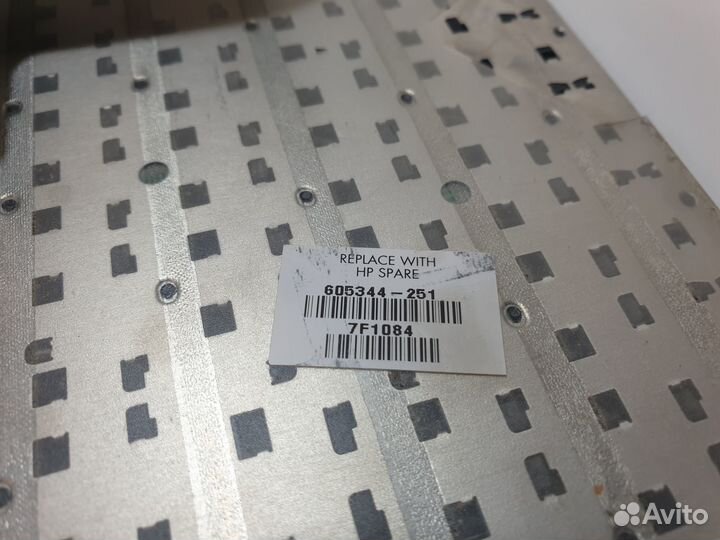 REPLACE WITH
HP SPARE
605344-251
7F1084
Avito